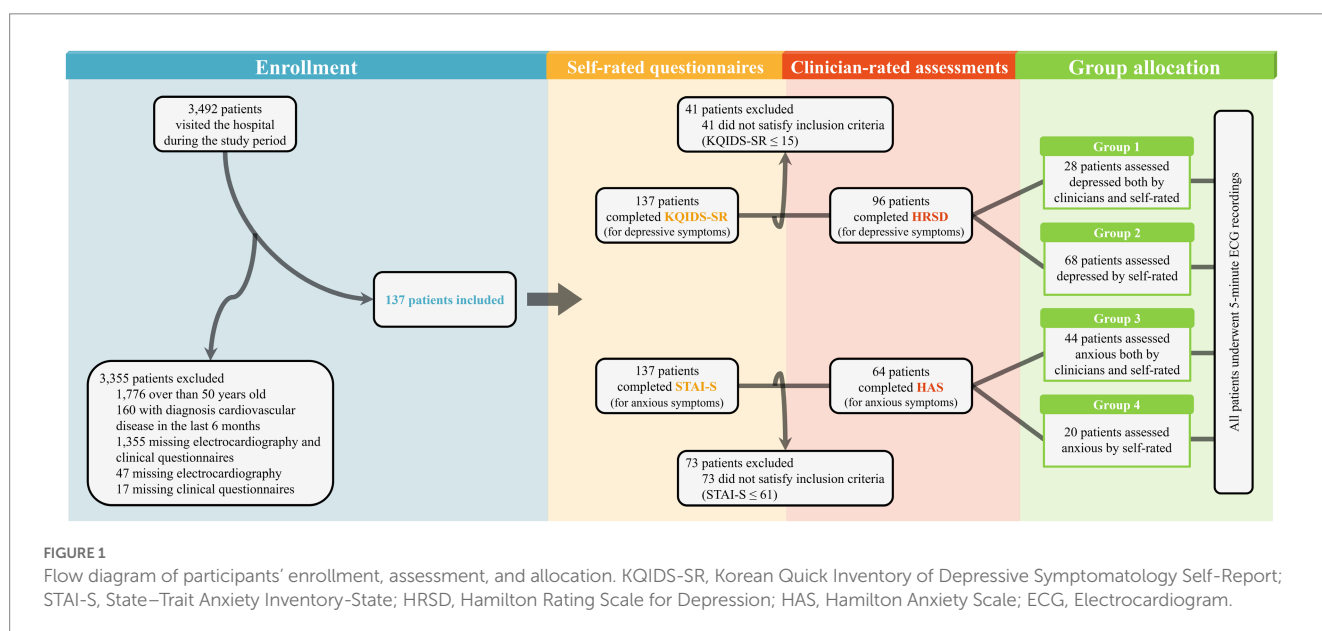 Enrollment
Self-rated questionnaires
Clinician-rated assessments
Group allocation
3,492 patients
visited the hospital
during the study period
137 patients included
3,355 patients excluded
1,776 over than 50 years old
160 with diagnosis cardiovascular
disease in the last 6 months
1,355 missing electrocardiography and
clinical questionnaires
47 missing electrocardiography
17 missing clinical questionnaires
41 patients excluded
41 did not satisfy inclusion criteria
(KQIDS-SR ≤ 15)
137 patients
completed KQIDS-SR
(for depressive symptoms)
96 patients
completed HRSD
(for depressive symptoms)
137 patients
completed STAI-S
(for anxious symptoms)
64 patients
completed HAS
(for anxious symptoms)
73 patients excluded
73 did not satisfy inclusion criteria
(STAI-S ≤ 61)
Group 1
28 patients assessed
depressed both by
clinicians and self-rated
Group 2
68 patients assessed
depressed by self-rated
Group 3
44 patients assessed
anxious both by
clinicians and self-rated
Group 4
20 patients assessed
anxious by self-rated
All patients underwent 5-minute ECG recordings
FIGURE 1
Flow diagram of participants’ enrollment, assessment, and allocation. KQIDS-SR, Korean Quick Inventory of Depressive Symptomatology Self-Report;
STAI-S, State–Trait Anxiety Inventory-State; HRSD, Hamilton Rating Scale for Depression; HAS, Hamilton Anxiety Scale; ECG, Electrocardiogram.